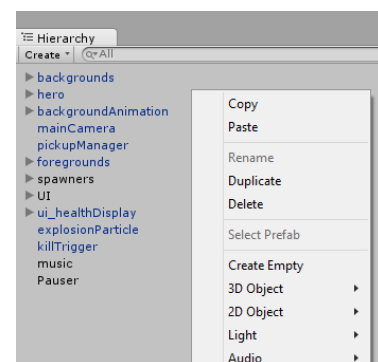 Hierarchy
Create
All
backgrounds
hero
backgroundAnimation
mainCamera
pickupManager
foregrounds
spawners
UI
ui_healthDisplay
explosionParticle
killTrigger
music
Pauser
Copy
Paste
Rename
Duplicate
Delete
Select Prefab
Create Empty
3D Object
2D Object
Light
Audio